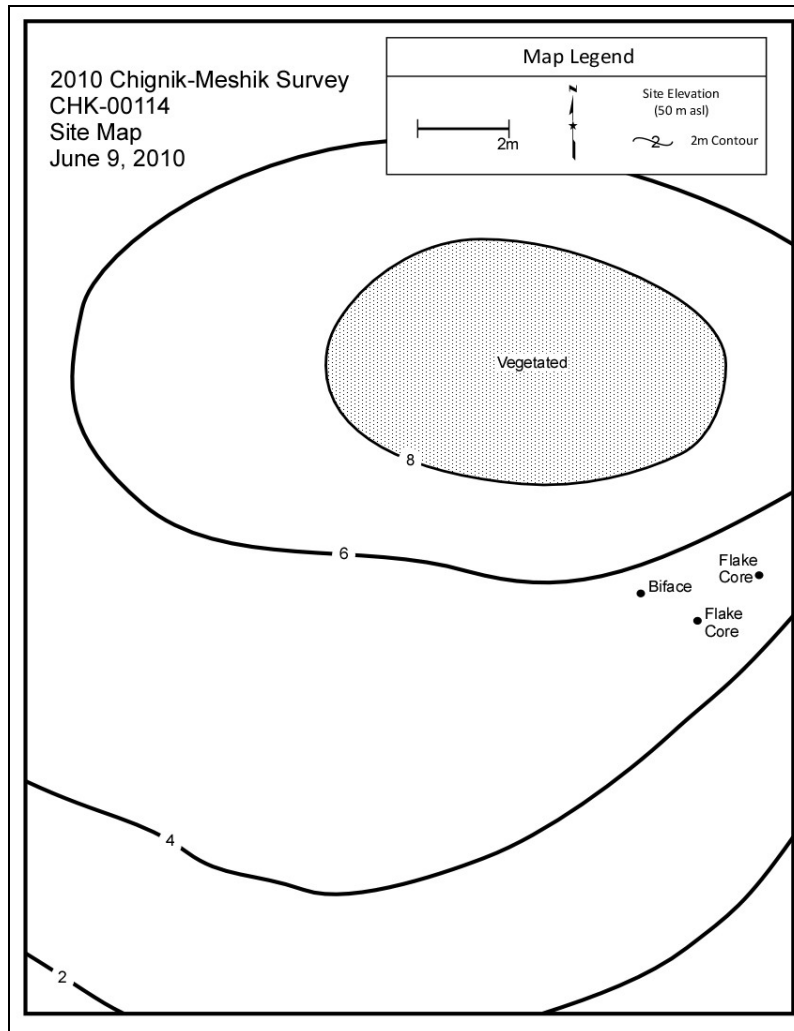 2010 Chignik-Meshik Survey
CHK-00114
Site Map
June 9, 2010
Map Legend
2m
N
Site Elevation
(50 m asl)
2
2m Contour
Vegetated
8
6
Flake
Core
Biface
Flake
Core
4
2